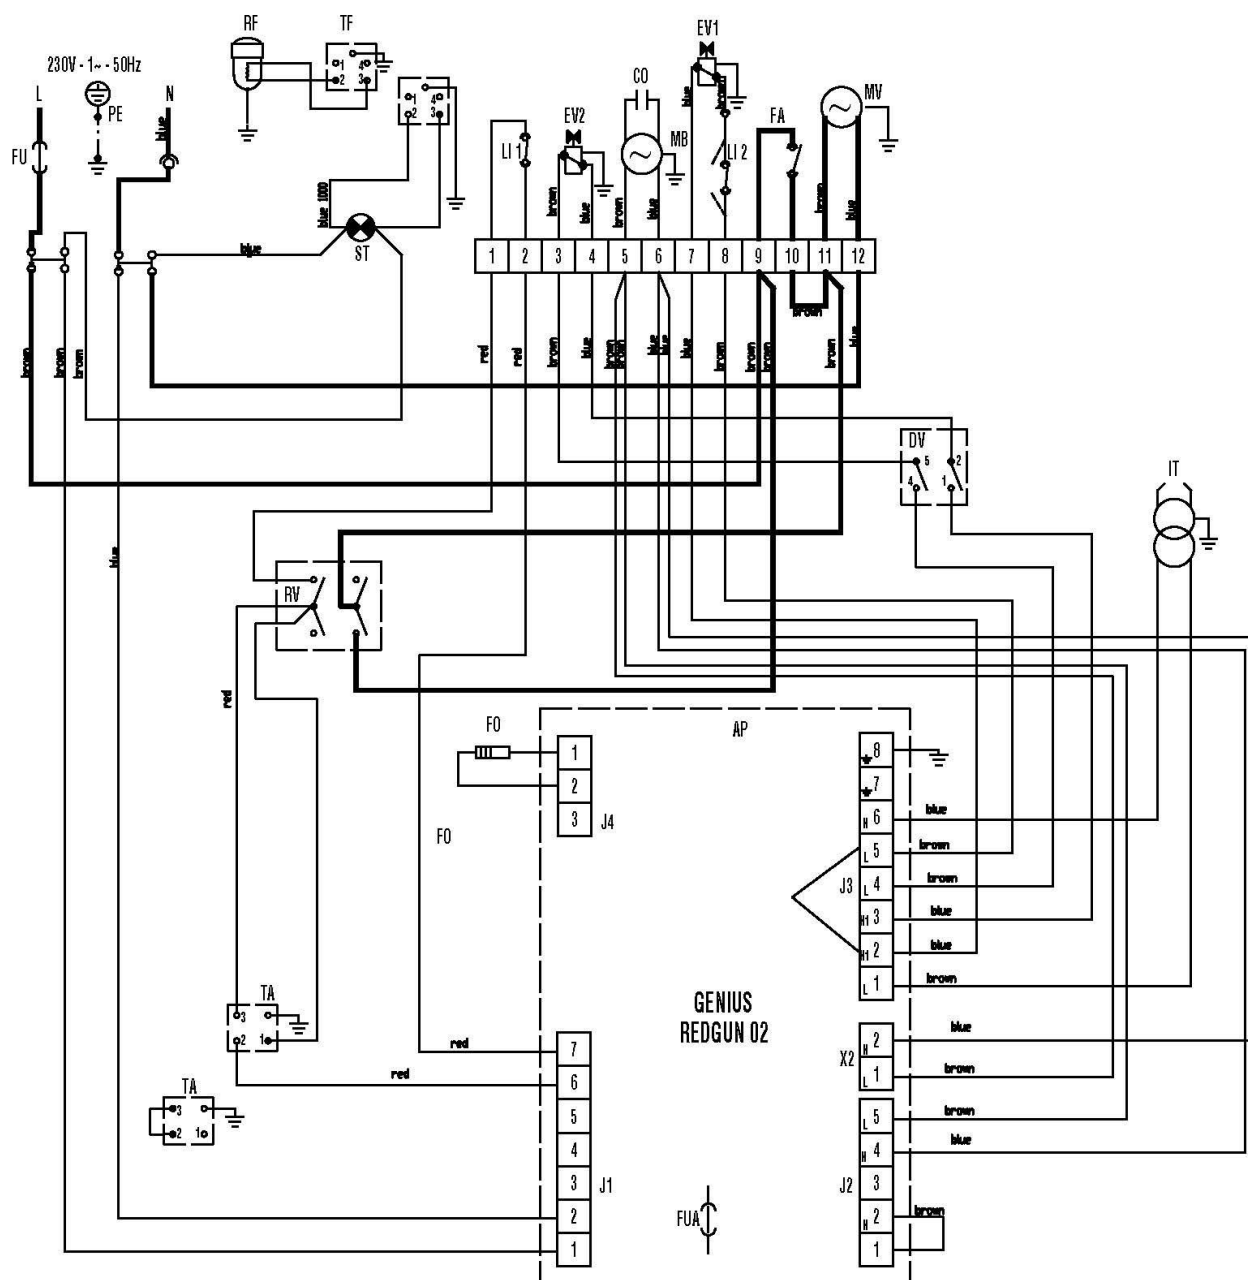 230V - 1~ - 50Hz
L
PE
N
FU
blue
RF
TF
1
4
2
3
1
4
2
3
blue 1000
ST
blue
LI 1
EV2
CO
MB
EV1
LI 2
FA
MV
brown
blue
brown
blue
blue
brown
brown
blue
1 2 3 4 5 6 7 8 9 10 11 12
brown
brown
brown
brown
red
red
brown
blue
brown
brown
blue
blue
blue
brown
brown
brown
brown
blue
DV
5
2
4
1
IT
blue
RV
red
FO
FO
1
2
3
J4
AP
8
7
N 6
L 5
L 4
N1 3
N1 2
L 1
J3
blue
brown
brown
blue
blue
brown
GENIUS
REDGUN 02
X2
N 2
L 1
blue
brown
J2
L 5
N 4
3
N 2
1
brown
blue
brown
TA
3
2
1
TA
3
2
1
red
red
7
6
5
4
3
2
1
J1
FUA